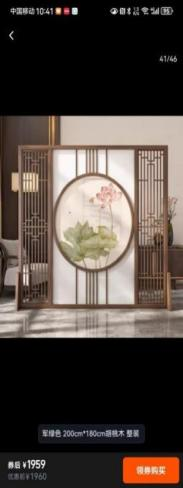 中国移动 10:41
41/46
军绿色 200cm*180cm胡桃木 整装
券后 ¥1959
优惠前 ¥1960
领券购买